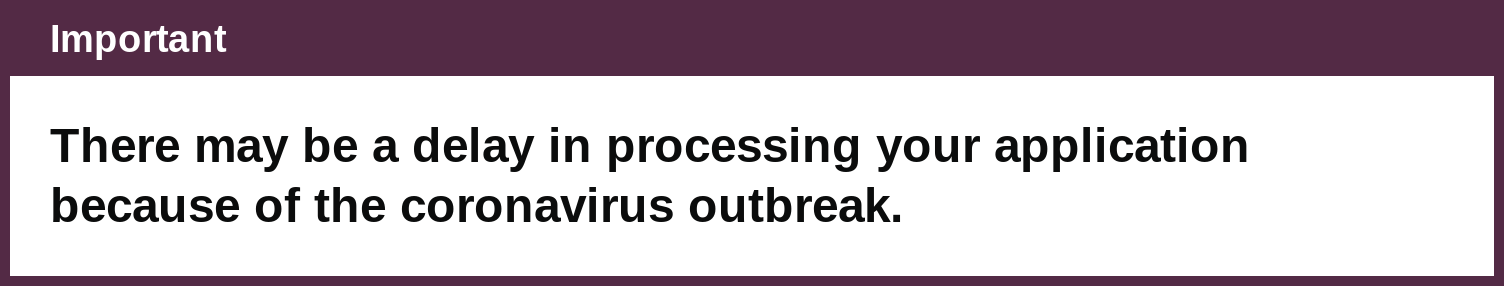 Important
There may be a delay in processing your application
because of the coronavirus outbreak.